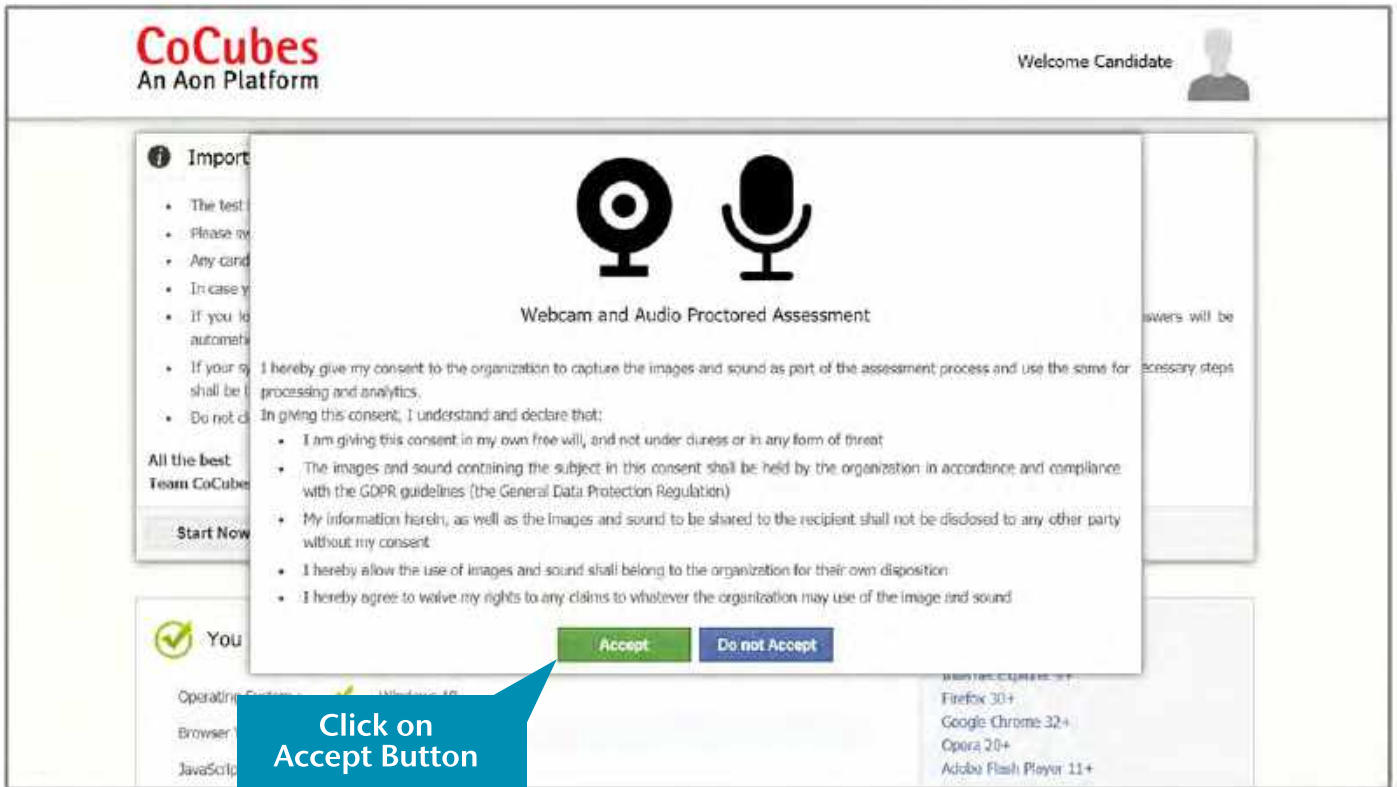 CoCubes
An Aon Platform
Welcome Candidate
Import
The test
Please
Any cand
In case y
If you lo
automati
If your sy
shall be
Do not cl
All the best
Team CoCube
Start Now
swers will be
ecessary steps
Webcam and Audio Proctored Assessment
I hereby give my consent to the organization to capture the images and sound as part of the assessment process and use the same for
processing and analytics.
In giving this consent, I understand and declare that:
I am giving this consent in my own free will, and not under duress or in any form of threat
The images and sound containing the subject in this consent shall be held by the organization in accordance and compliance
with the GDPR guidelines (the General Data Protection Regulation)
My information herein, as well as the images and sound to be shared to the recipient shall not be disclosed to any other party
without my consent
I hereby allow the use of images and sound shall belong to the organization for their own disposition
I hereby agree to waive my rights to any claims to whatever the organization may use of the image and sound
Accept
Do not Accept
You
Operating
Browser
JavaScrip
Click on
Accept Button
Firefox 30+
Google Chrome 32+
Opera 20+
Adobe Flash Player 11+